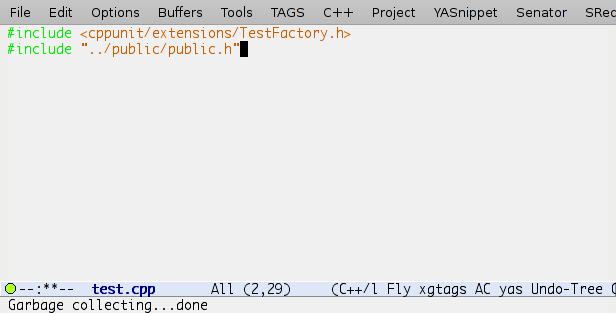 File Edit Options Buffers Tools TAGS C++ Project YASnippet Senator SRec
#include <cppunit/extensions/TestFactory.h>
#include "../public/public.h"
--:**-- test.cpp All (2,29) (C++/l Fly xgtags AC yas Undo-Tree
Garbage collecting...done